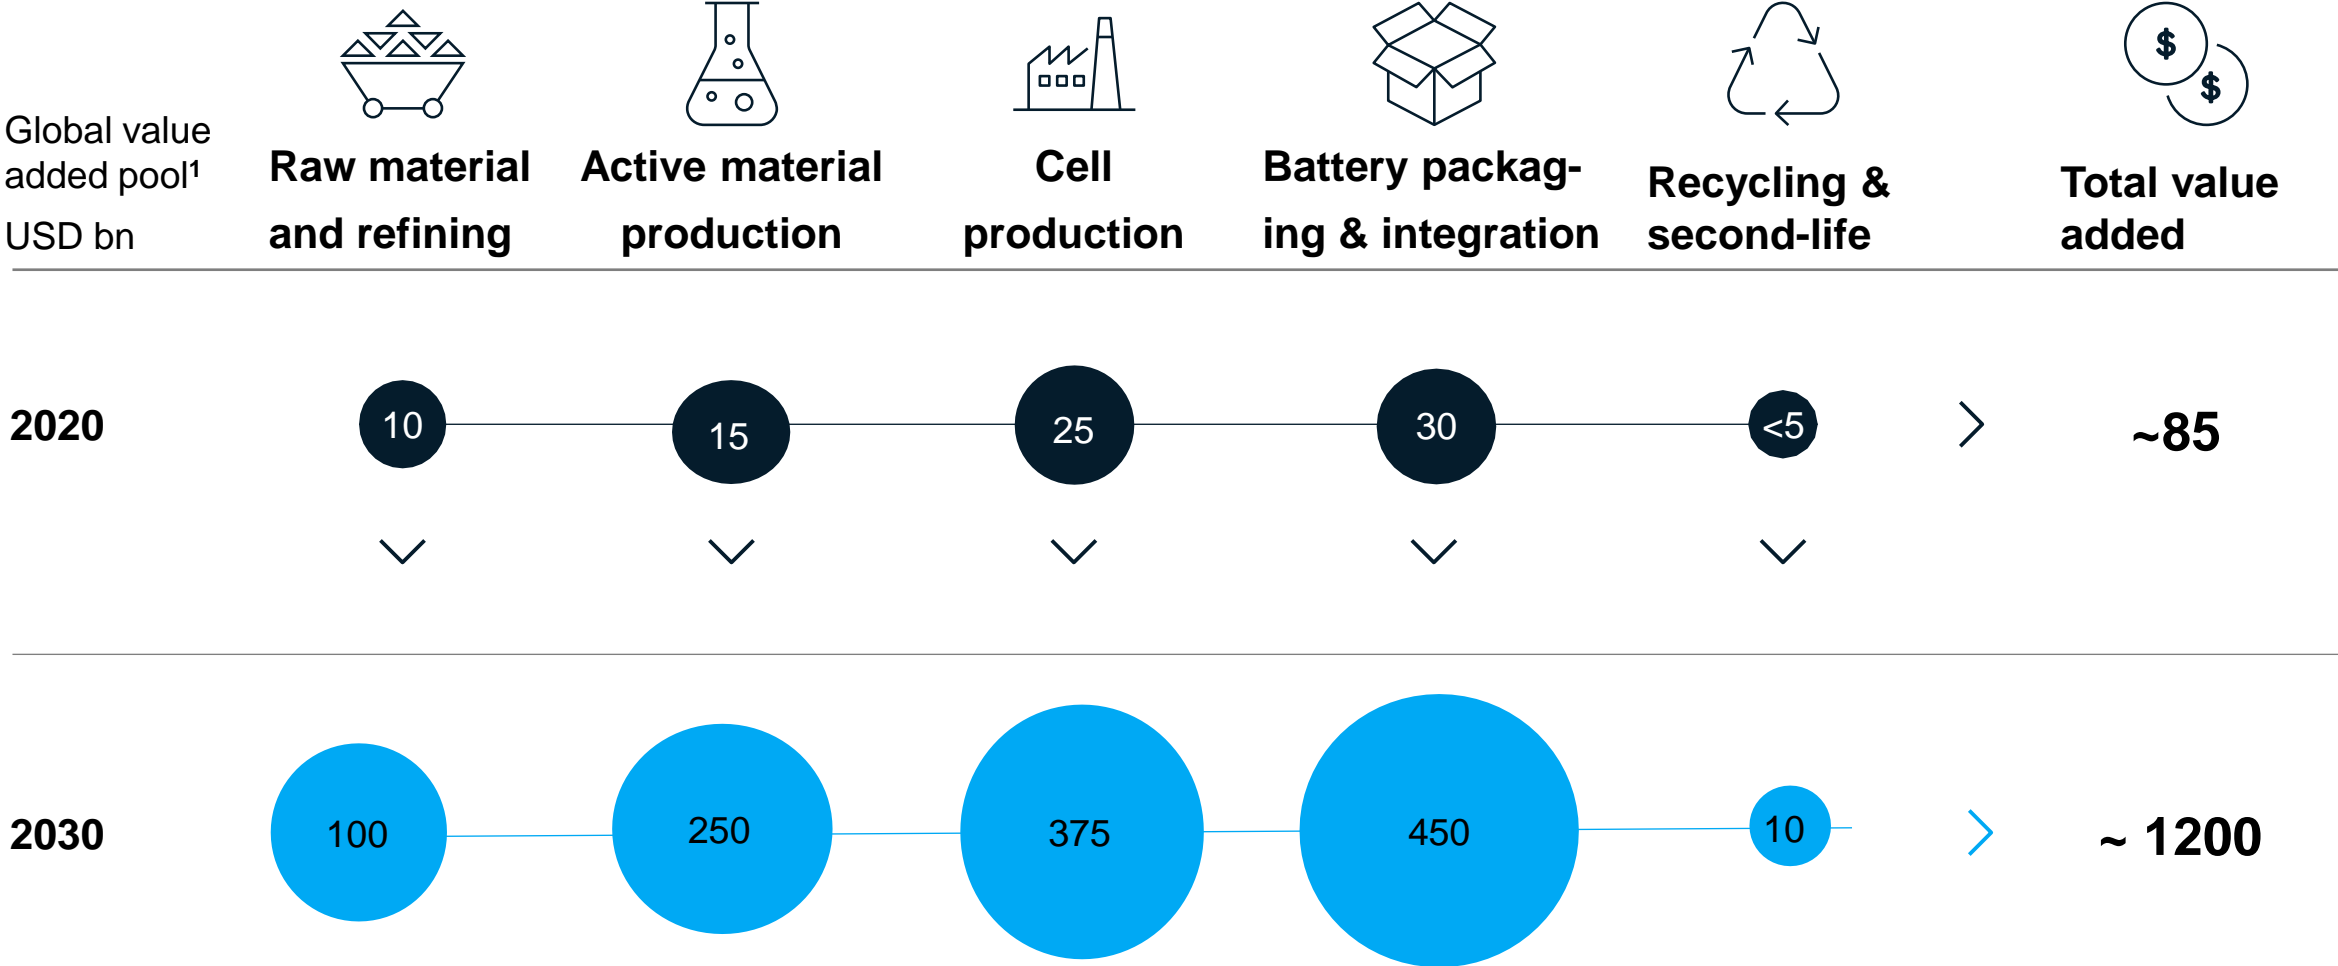 Global value
added pool¹
USD bn
Raw material
and refining
Active material
production
Cell
production
Battery packag-
ing & integration
Recycling &
second-life
$
$
Total value
added
2020
10
15
25
30
<5
~85
2030
100
250
375
450
10
~ 1200